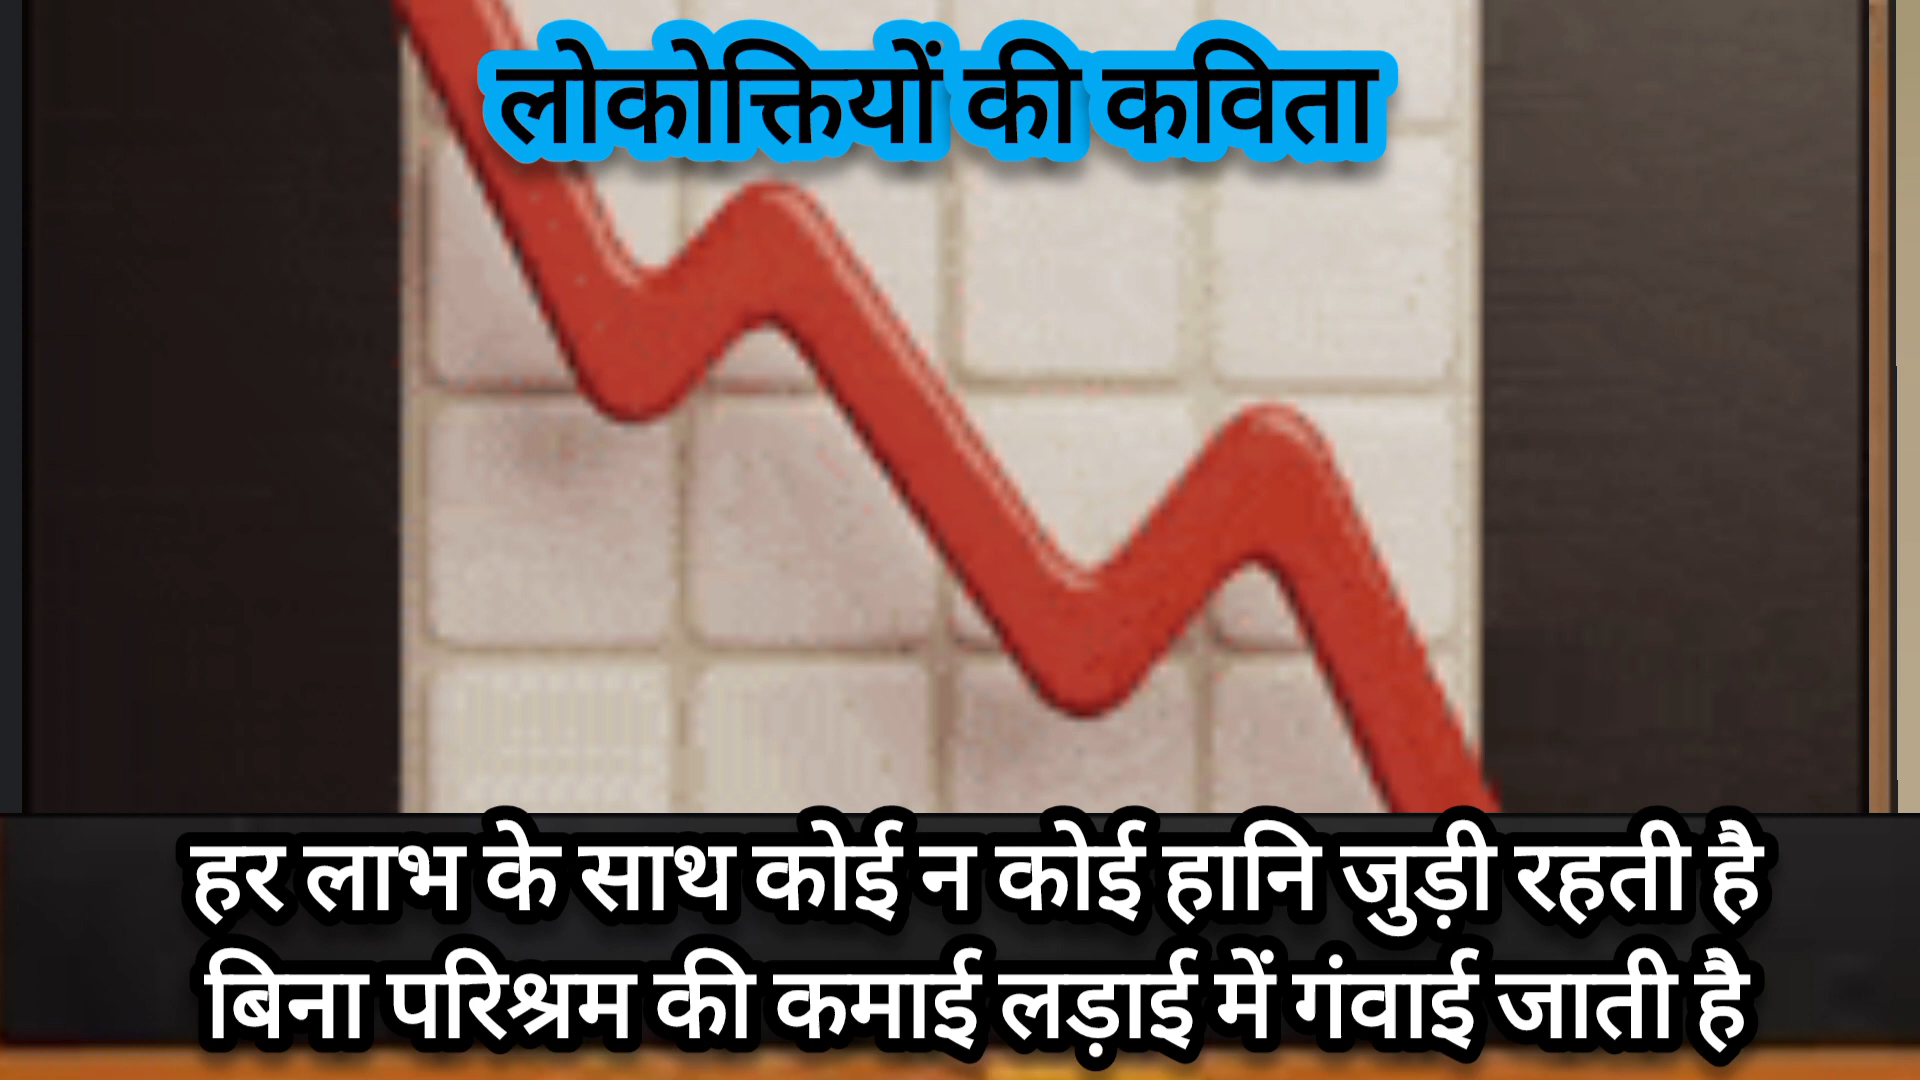 लोकोक्तियों की कविता
हर लाभ के साथ कोई न कोई हानि जुड़ी रहती है
बिना परिश्रम की कमाई लड़ाई में गंवाई जाती है